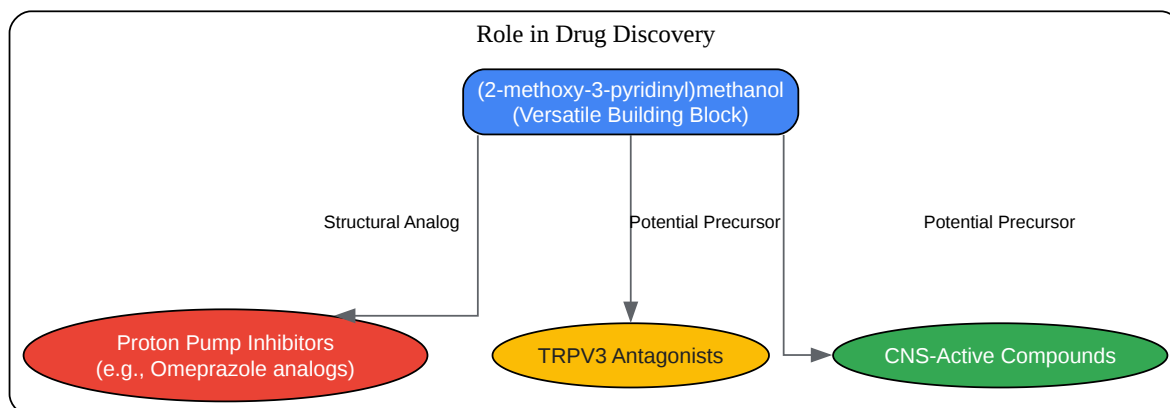 Role in Drug Discovery
(2-methoxy-3-pyridinyl)methanol
(Versatile Building Block)
Structural Analog
Potential Precursor
Potential Precursor
Proton Pump Inhibitors
(e.g., Omeprazole analogs)
TRPV3 Antagonists
CNS-Active Compounds